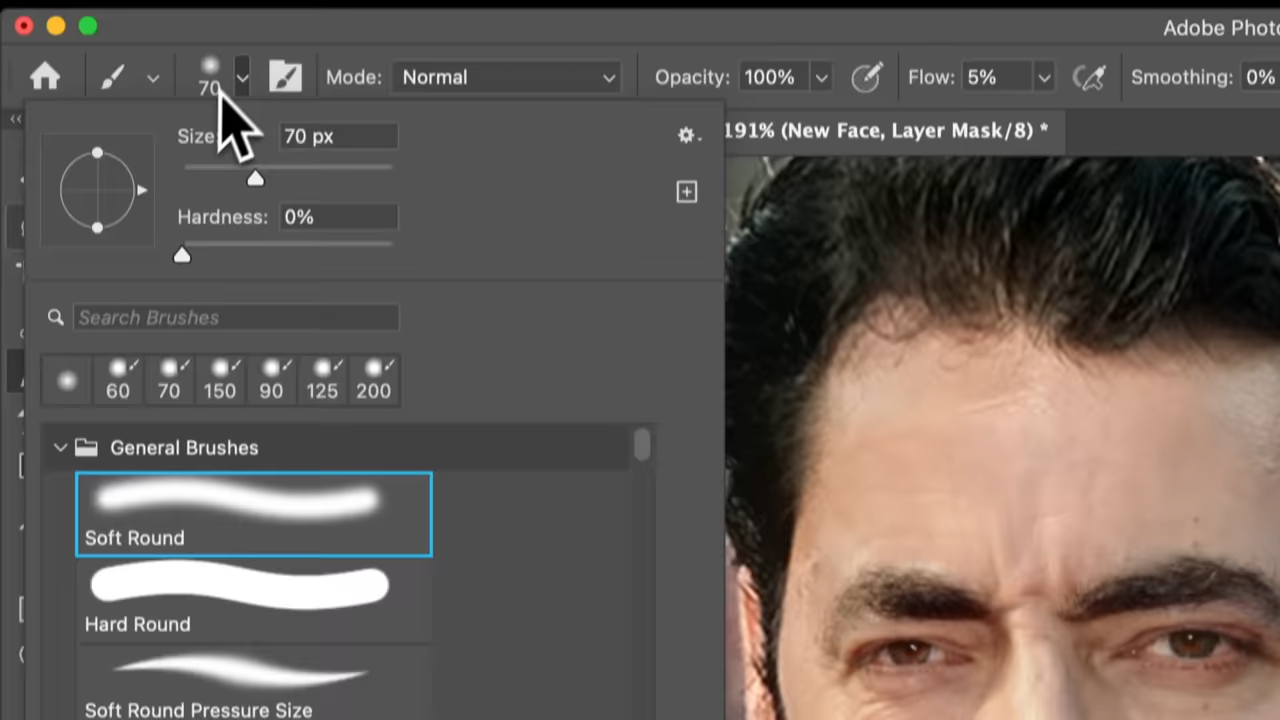 Adobe Photo
70
Mode: Normal
Opacity: 100%
Flow: 5%
Smoothing: 0%
Size
70 px
191% (New Face, Layer Mask/8) *
Hardness: 0%
Search Brushes
60 70 150 90 125 200
General Brushes
Soft Round
Hard Round
Soft Round Pressure Size